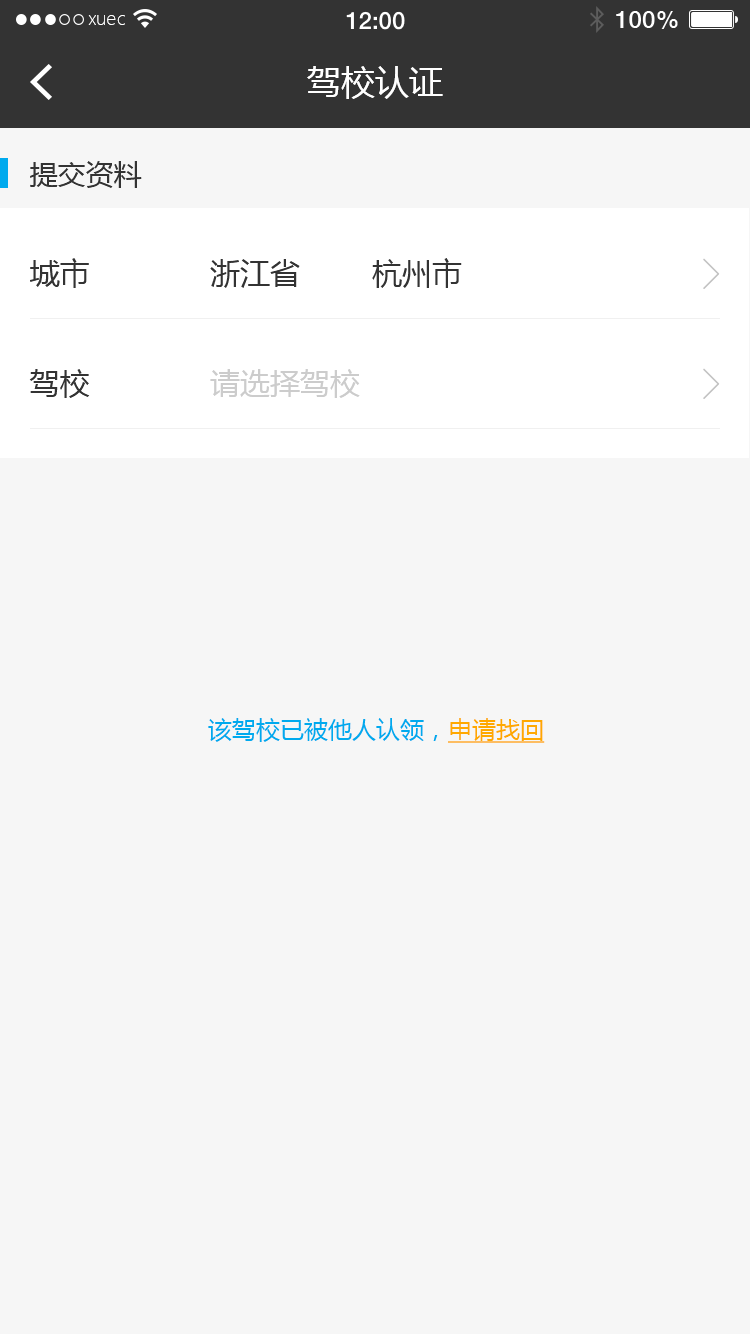 xuec 12:00 100%
驾校认证
提交资料
城市 浙江省 杭州市
驾校 请选择驾校
该驾校已被他人认领，申请找回